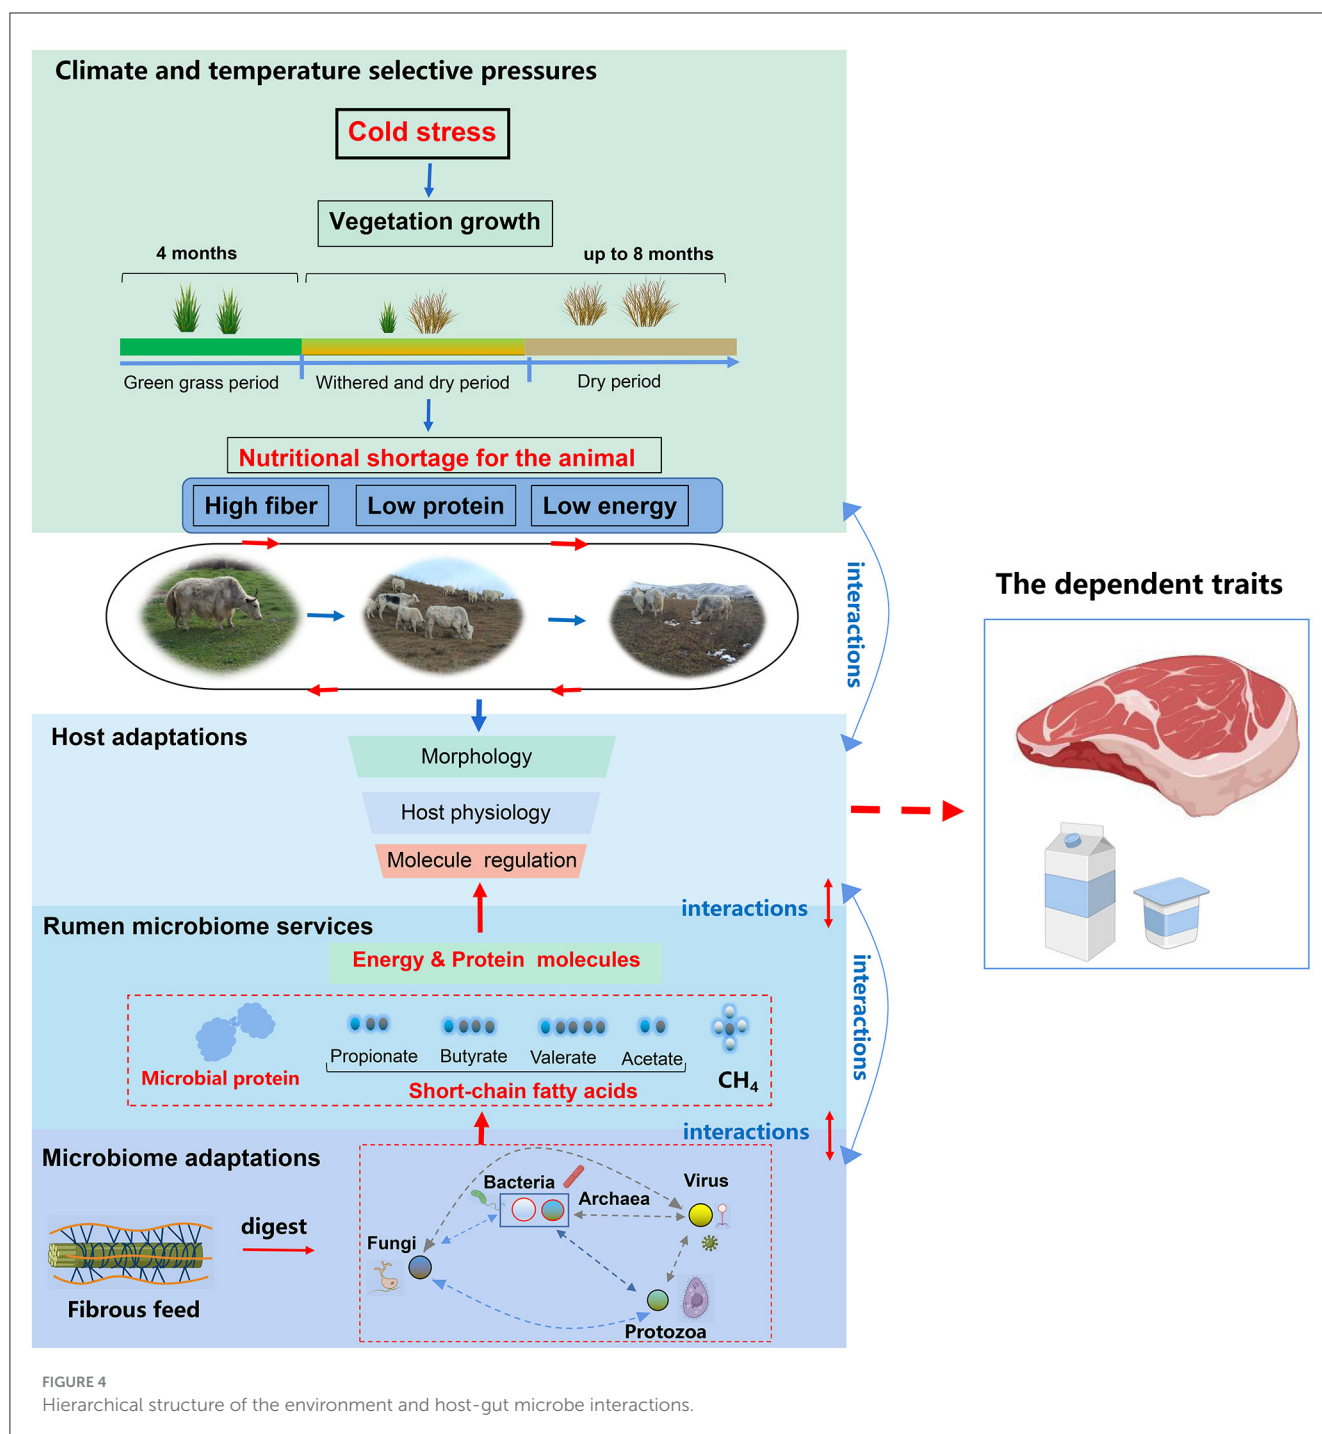 Climate and temperature selective pressures
Cold stress
Vegetation growth
4 months
up to 8 months
Green grass period
Withered and dry period
Dry period
Nutritional shortage for the animal
High fiber
Low protein
Low energy
interactions
The dependent traits
Host adaptations
Morphology
Host physiology
Molecule regulation
interactions
Rumen microbiome services
Energy & Protein molecules
interactions
Propionate
Butyrate
Valerate
Acetate
Microbial protein
CH4
Short-chain fatty acids
interactions
Microbiome adaptations
Bacteria
Archaea
Virus
digest
Fungi
Fibrous feed
Protozoa
FIGURE 4
Hierarchical structure of the environment and host-gut microbe interactions.